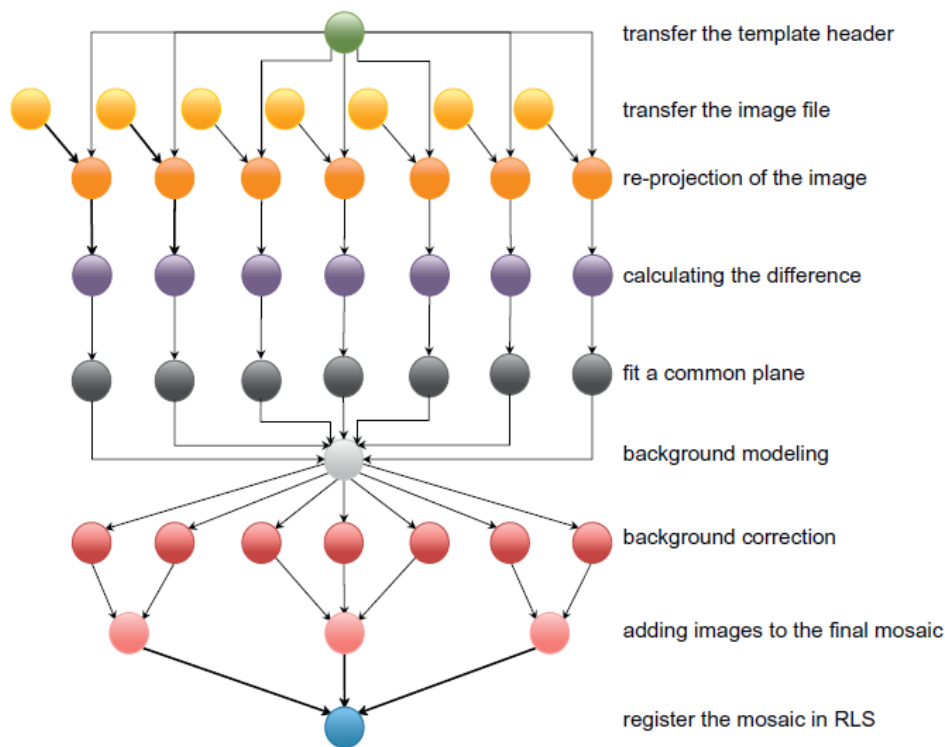 transfer the template header
transfer the image file
re-projection of the image
calculating the difference
fit a common plane
background modeling
background correction
adding images to the final mosaic
register the mosaic in RLS